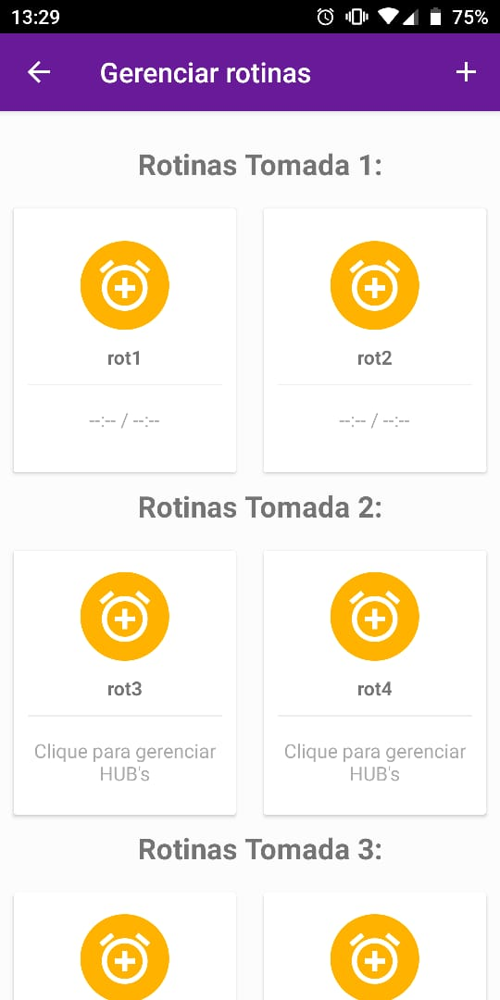 13:29 75%
Gerenciar rotinas
Rotinas Tomada 1:
rot1 rot2
--:-- / --:-- --:-- / --:--
Rotinas Tomada 2:
rot3 rot4
Clique para gerenciar Clique para gerenciar
HUB's HUB's
Rotinas Tomada 3: